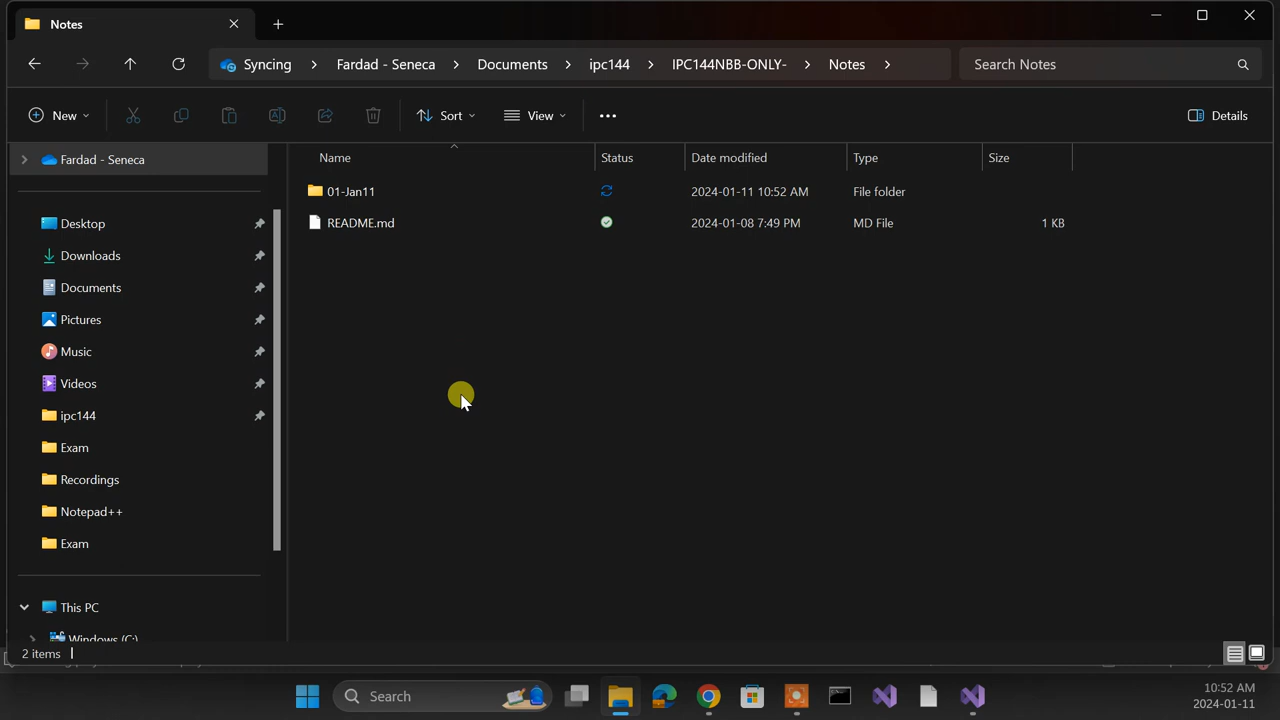 Notes
Syncing > Fardad - Seneca > Documents > ipc144 > IPC144NBB-ONLY- > Notes >
Search Notes
New
Sort
View
Details
Fardad - Seneca
Desktop
Downloads
Documents
Pictures
Music
Videos
ipc144
Exam
Recordings
Notepad++
Exam
This PC
Windows (C:)
Name Status Date modified Type Size
01-Jan11 2024-01-11 10:52 AM File folder
README.md 2024-01-08 7:49 PM MD File 1 KB
2 items
Search
10:52 AM
2024-01-11